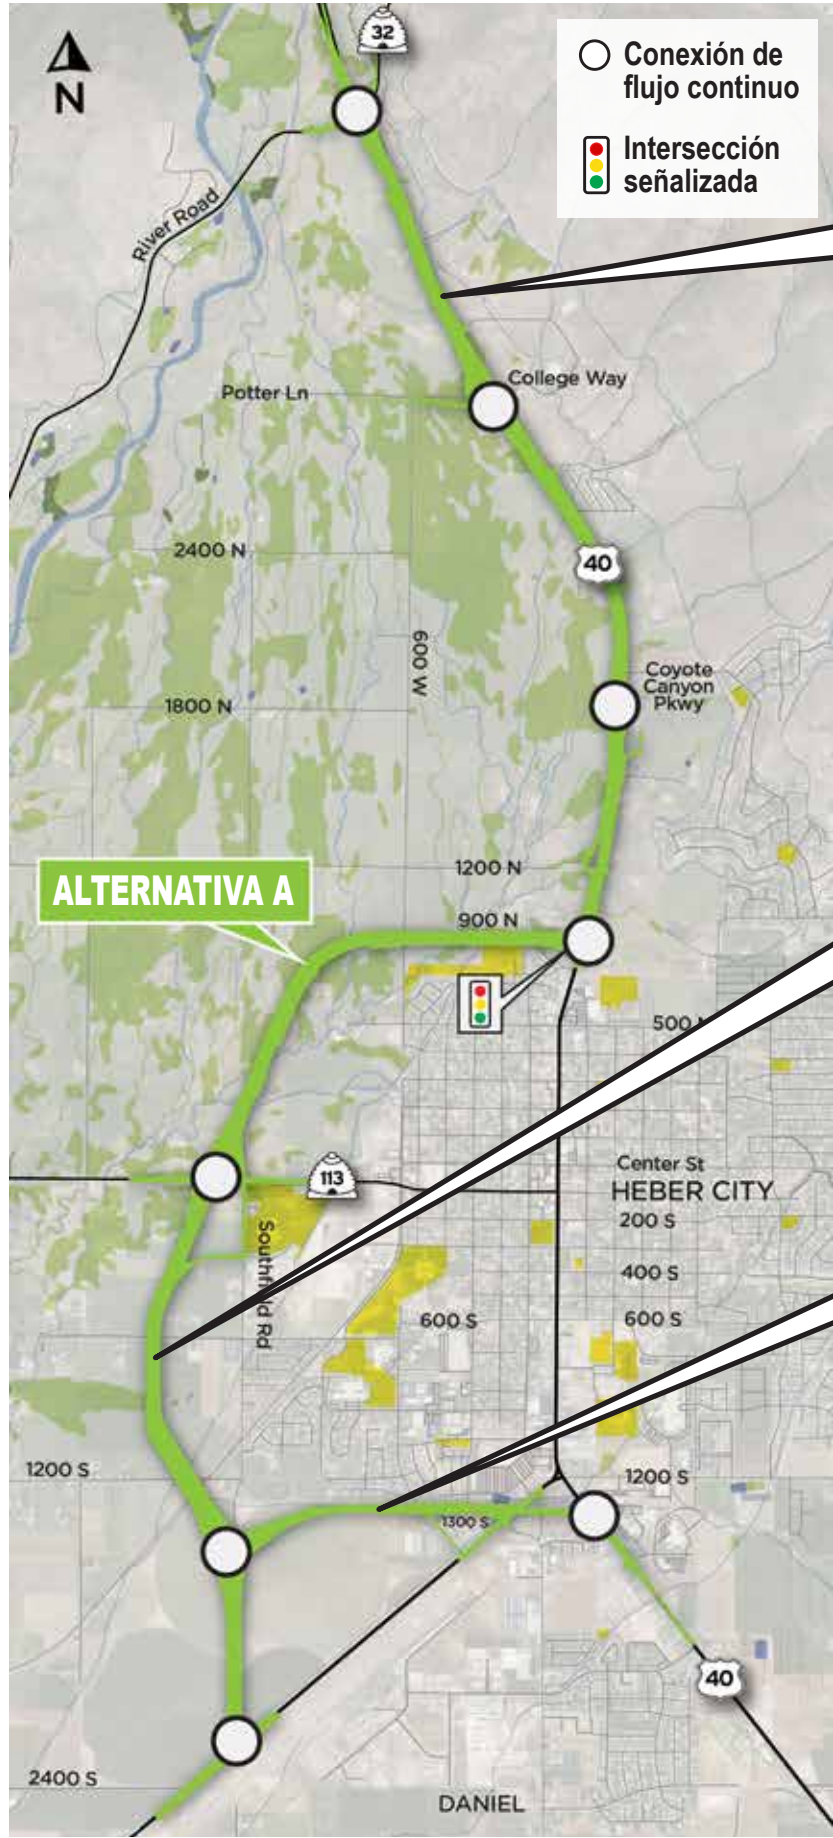 32
N
Conexión de
flujo continuo
Intersección
señalizada
River Road
Potter Ln
College Way
2400 N
40
600 W
Coyote
Canyon
Pkwy
1800 N
1200 N
ALTERNATIVA A
900 N
500 N
113
Center St
HEBER CITY
200 S
Southfield Rd
400 S
600 S
600 S
1200 S
1200 S
1300 S
40
2400 S
DANIEL